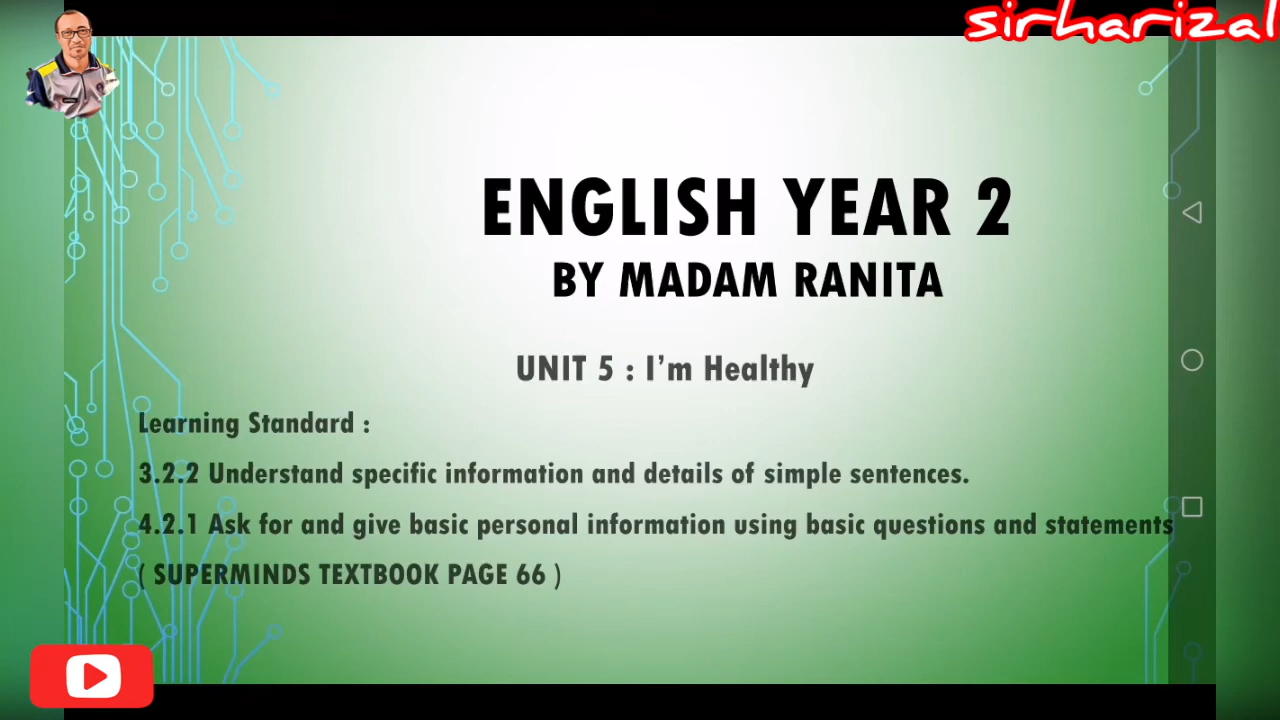 sirharizal
ENGLISH YEAR 2
BY MADAM RANITA
UNIT 5 : I'm Healthy
Learning Standard :
3.2.2 Understand specific information and details of simple sentences.
4.2.1 Ask for and give basic personal information using basic questions and statements
( SUPERMINDS TEXTBOOK PAGE 66 )